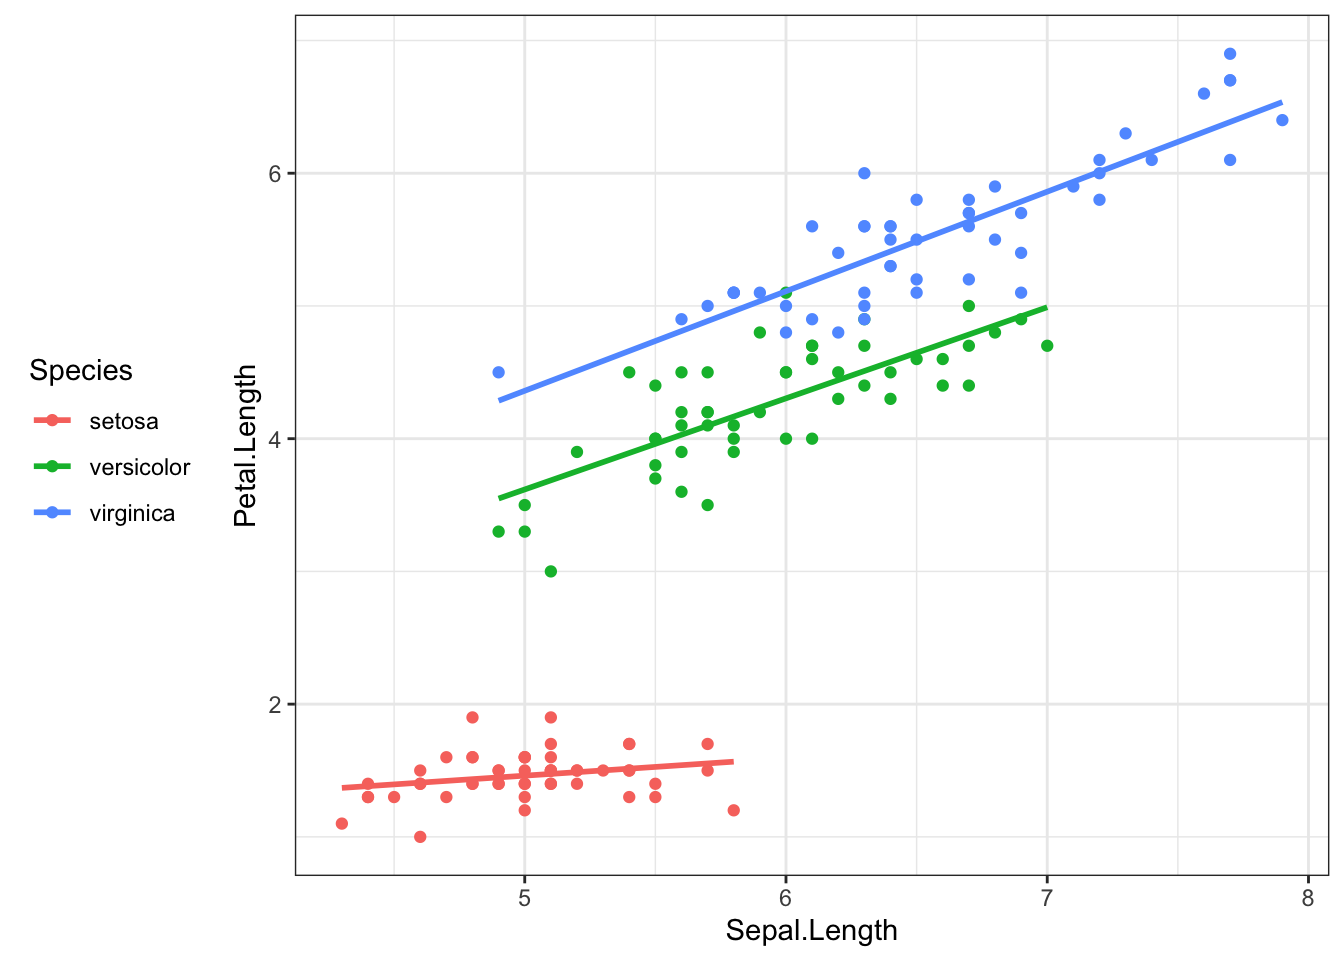 Species
setosa
versicolor
virginica
Petal.Length
6
4
2
5 6 7 8
Sepal.Length